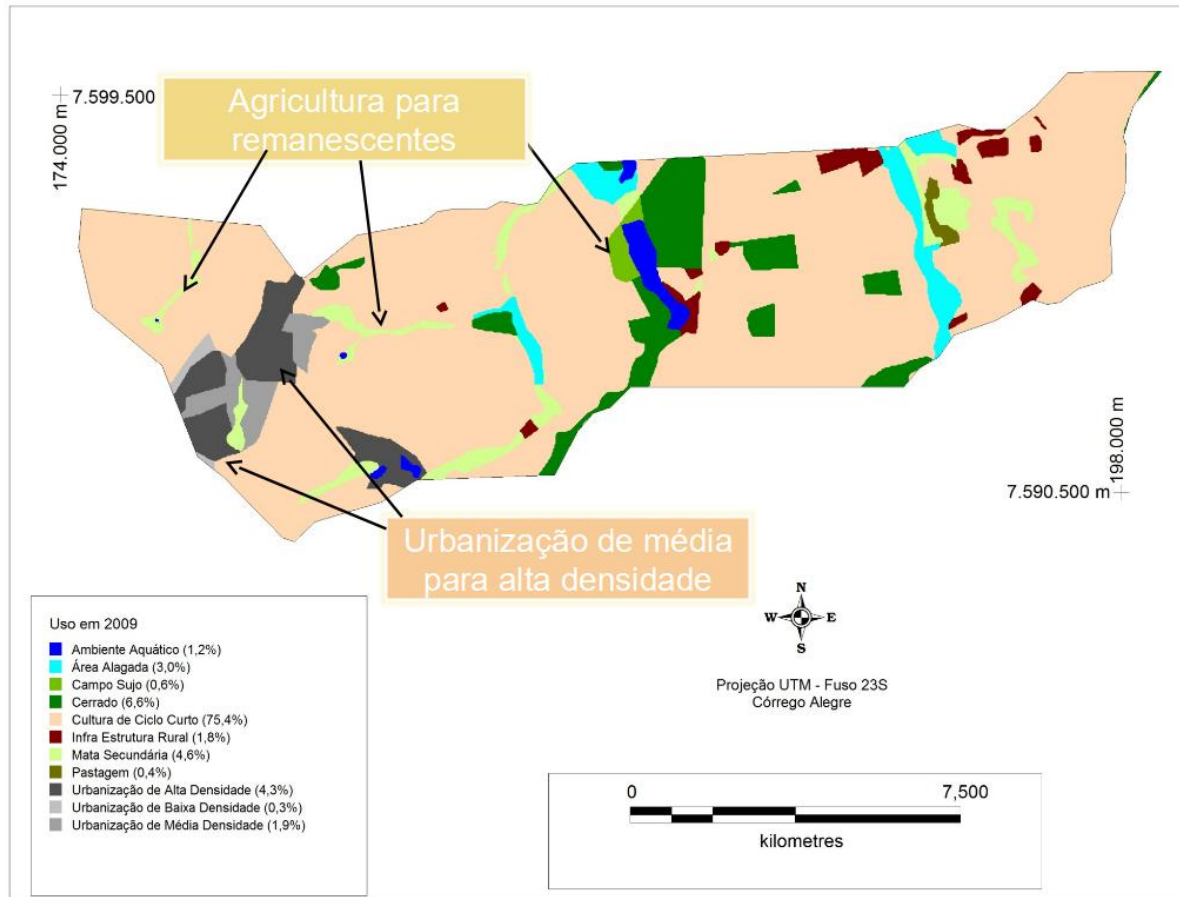 7.599.500
174.000 m
Agricultura para
remanescentes
198.000 m
7.590.500 m
Urbanização de média
para alta densidade
Uso em 2009
Ambiente Aquático (1,2%)
Área Alagada (3,0%)
Campo Sujo (0,6%)
Cerrado (6,6%)
Cultura de Ciclo Curto (75,4%)
Infra Estrutura Rural (1,8%)
Mata Secundária (4,6%)
Pastagem (0,4%)
Urbanização de Alta Densidade (4,3%)
Urbanização de Baixa Densidade (0,3%)
Urbanização de Média Densidade (1,9%)
N
W E
S
Projeção UTM - Fuso 23S
Córrego Alegre
0 7,500
kilometres